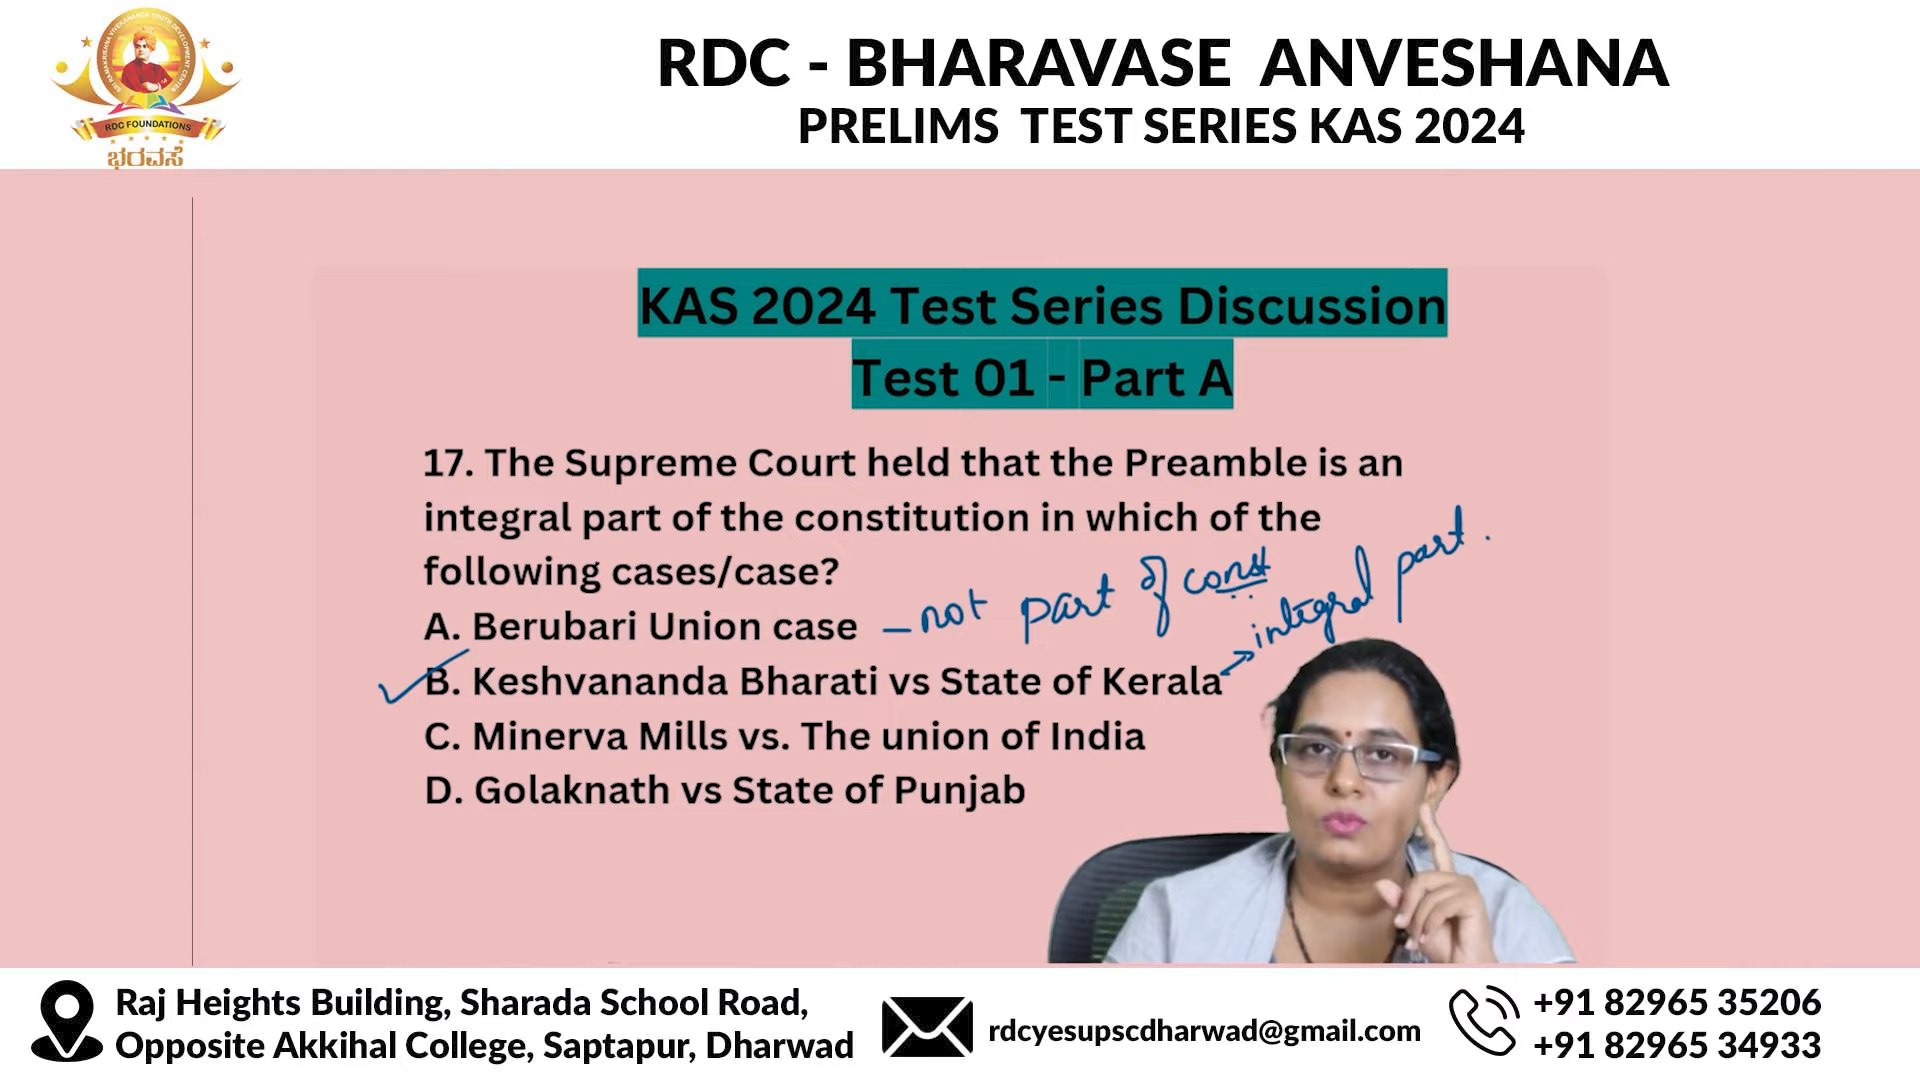 RDC - BHARAVASE ANVESHANA
PRELIMS TEST SERIES KAS 2024
RDC FOUNDATIONS
ಭರವಸೆ
KAS 2024 Test Series Discussion
Test 01 - Part A
17. The Supreme Court held that the Preamble is an
integral part of the constitution in which of the
following cases/case?
A. Berubari Union case – not part of const
B. Keshvananda Bharati vs State of Kerala → integral part.
C. Minerva Mills vs. The union of India
D. Golaknath vs State of Punjab
Raj Heights Building, Sharada School Road,
Opposite Akkihal College, Saptapur, Dharwad
rdcyesupscdharwad@gmail.com
+91 82965 35206
+91 82965 34933